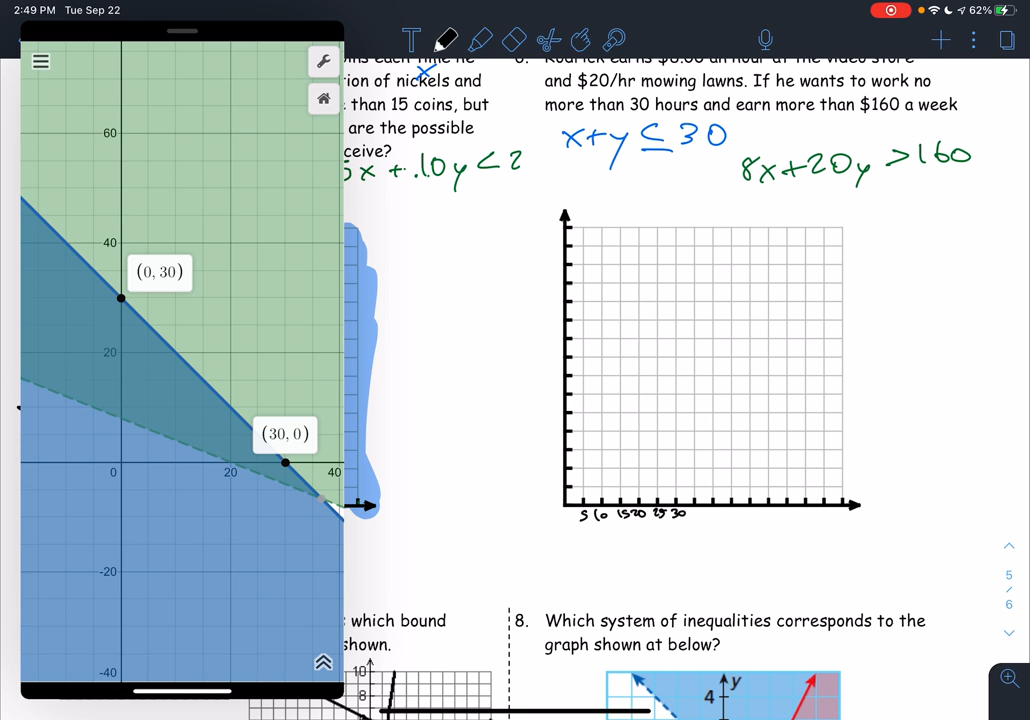 2:49 PM Tue Sep 22
62%
tion of nickels and
than 15 coins, but
are the possible
ceive?
x
x + .10y < 2
and $20/hr mowing lawns. If he wants to work no
more than 30 hours and earn more than $160 a week
x+y ≤ 30
8x+20y >160
60
40
(0, 30)
20
(30, 0)
0
20
40
-20
-40
5 10 15 20 25 30
5
/
6
which bound
shown.
10
8
8. Which system of inequalities corresponds to the
graph shown at below?
4
y